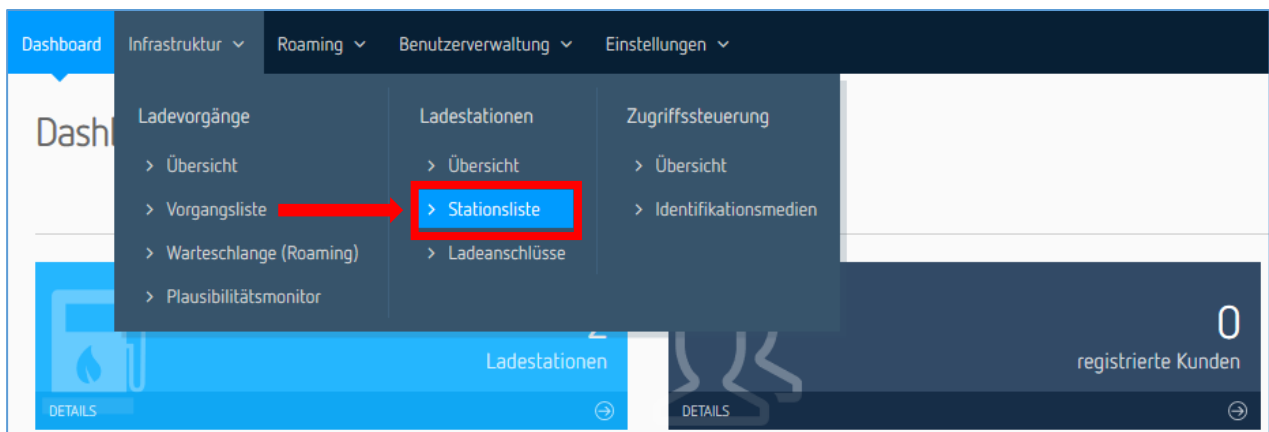 Dashboard Infrastruktur Roaming Benutzerverwaltung Einstellungen
Ladevorgänge Ladestationen Zugriffssteuerung
> Übersicht > Übersicht > Übersicht
> Vorgangsliste > Stationsliste > Identifikationsmedien
> Warteschlange (Roaming) > Ladeanschlüsse
> Plausibilitätsmonitor
0
Ladestationen registrierte Kunden
DETAILS DETAILS